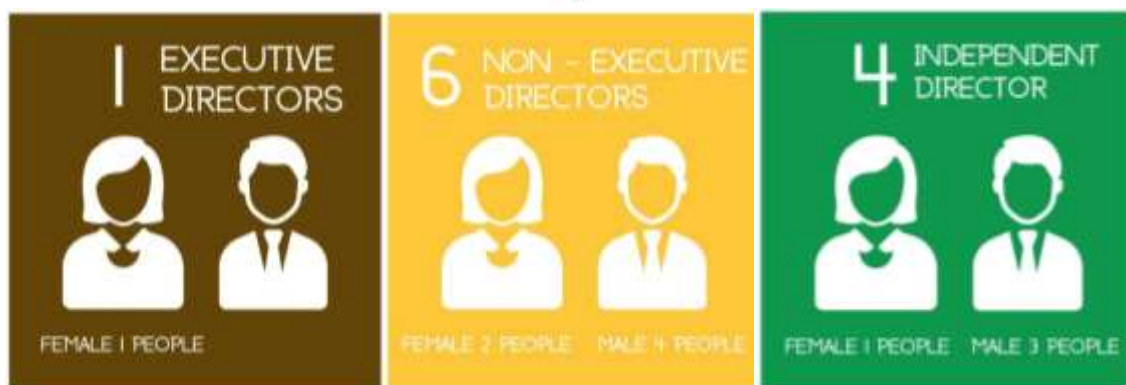 1 EXECUTIVE
DIRECTORS
FEMALE 1 PEOPLE
6 NON - EXECUTIVE
DIRECTORS
FEMALE 2 PEOPLE MALE 4 PEOPLE
4 INDEPENDENT
DIRECTOR
FEMALE 1 PEOPLE MALE 3 PEOPLE